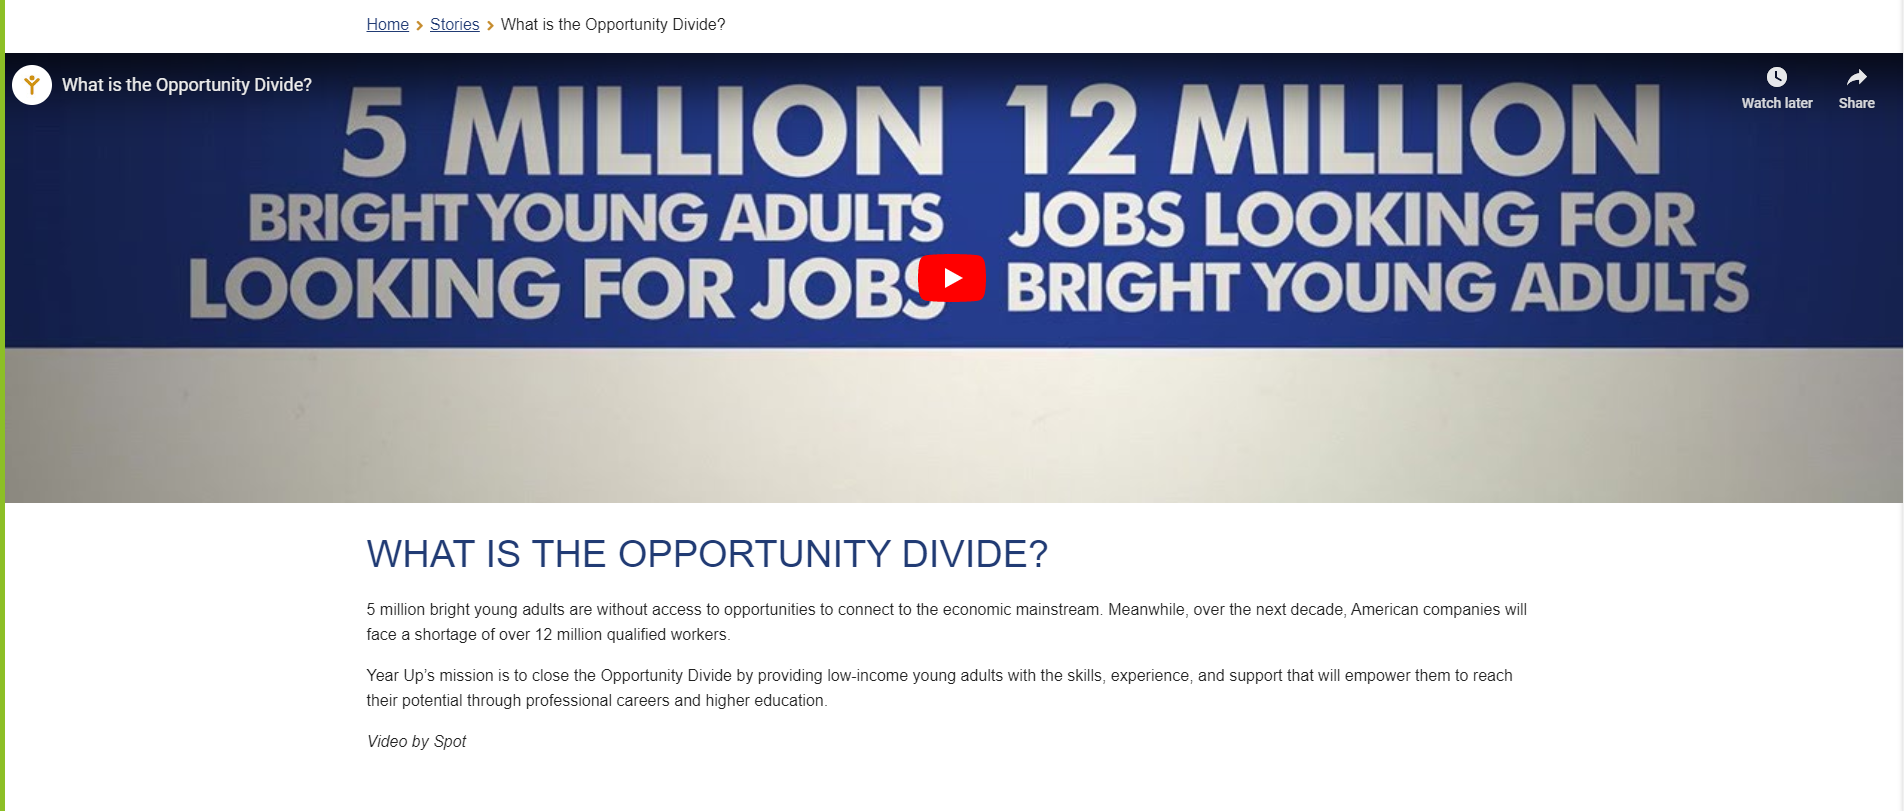 Home > Stories > What is the Opportunity Divide?
What is the Opportunity Divide?
Watch later
Share
5 MILLION
BRIGHT YOUNG ADULTS
LOOKING FOR JOBS
12 MILLION
JOBS LOOKING FOR
BRIGHT YOUNG ADULTS
WHAT IS THE OPPORTUNITY DIVIDE?
5 million bright young adults are without access to opportunities to connect to the economic mainstream. Meanwhile, over the next decade, American companies will
face a shortage of over 12 million qualified workers.
Year Up’s mission is to close the Opportunity Divide by providing low-income young adults with the skills, experience, and support that will empower them to reach
their potential through professional careers and higher education.
Video by Spot